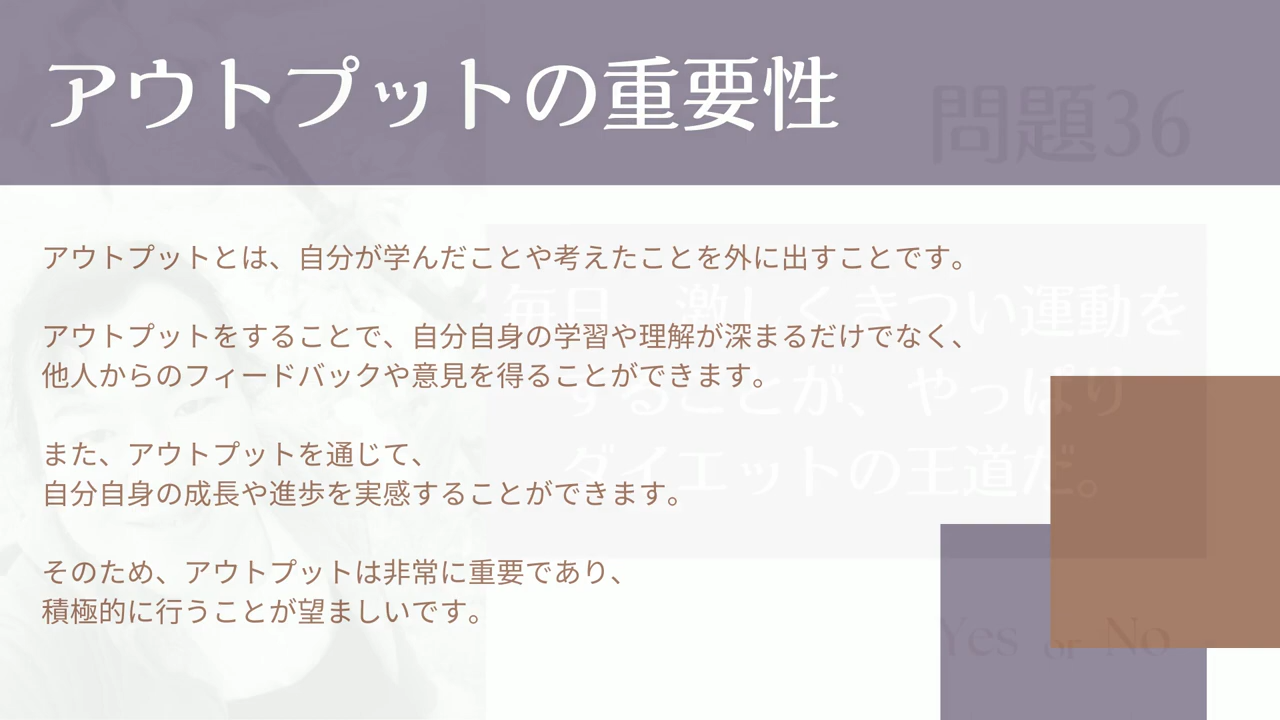 アウトプットの重要性
問題36
アウトプットとは、自分が学んだことや考えたことを外に出すことです。
アウトプットをすることで、自分自身の学習や理解が深まるだけでなく、
他人からのフィードバックや意見を得ることができます。
また、アウトプットを通じて、
自分自身の成長や進歩を実感することができます。
そのため、アウトプットは非常に重要であり、
積極的に行うことが望ましいです。
毎日、激しくきつい運動を
することが、やっぱり
ダイエットの王道だ。
Yes or No